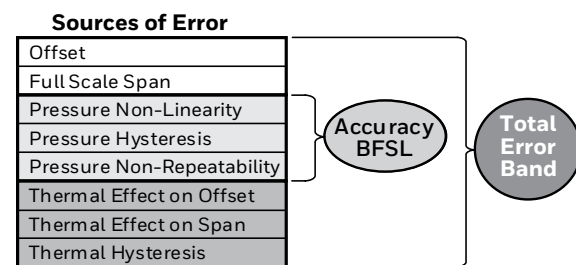 Sources of Error
Offset
Full Scale Span
Pressure Non-Linearity
Pressure Hysteresis
Pressure Non-Repeatability
Thermal Effect on Offset
Thermal Effect on Span
Thermal Hysteresis
Accuracy
BFSL
Total
Error
Band